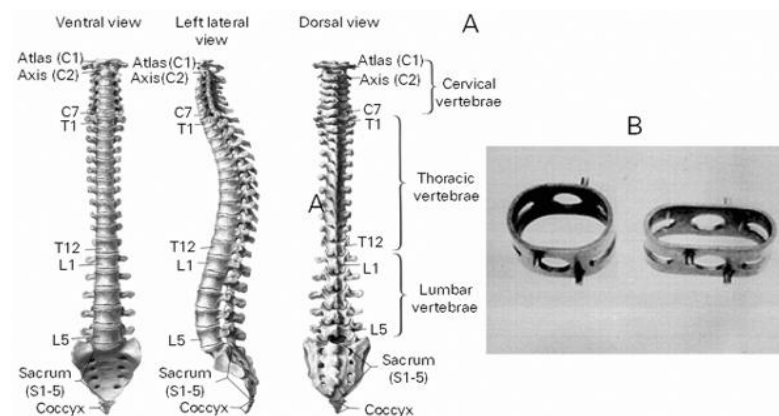 Ventral view
Atlas (C1)
Axis (C2)
C7
T1
T12
L1
L5
Sacrum
(S1-5)
Coccyx
Left lateral
view
Atlas(C1)
Axis(C2)
C7
T1
T12
L1
L5
Sacrum
(S1-5)
Coccyx
Dorsal view
Atlas (C1)
Axis (C2)
C7
T1
T12
L1
L5
Sacrum
(S1-5)
Coccyx
Cervical
vertebrae
Thoracic
vertebrae
Lumbar
vertebrae
A
A
B